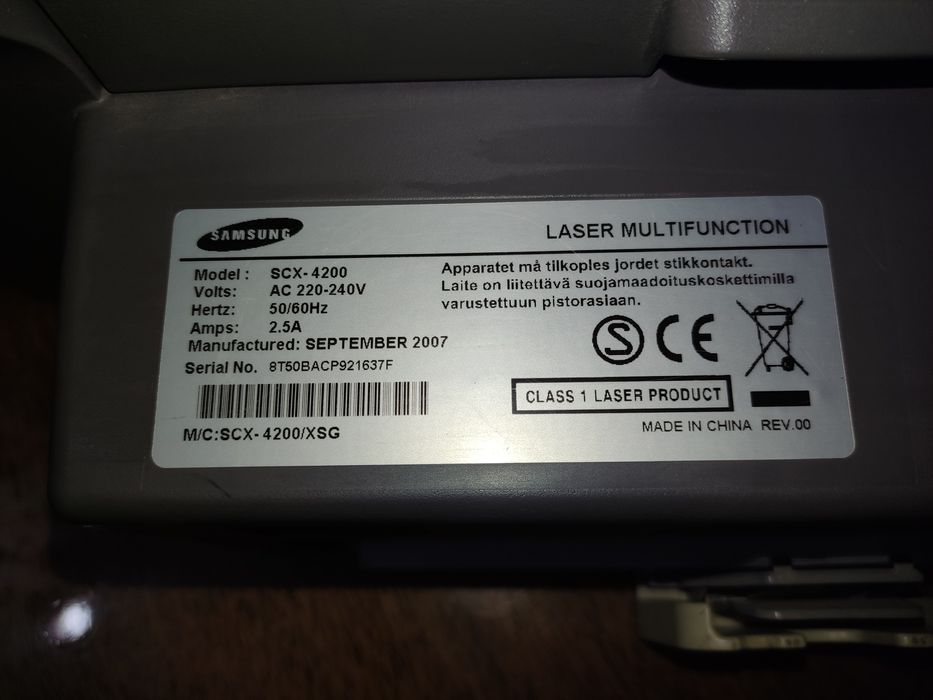 SAMSUNG
LASER MULTIFUNCTION
Model : SCX-4200
Volts: AC 220-240V
Hertz: 50/60Hz
Amps: 2.5A
Manufactured: SEPTEMBER 2007
Serial No. 8T50BACP921637F
M/C:SCX-4200/XSG
Apparatet må tilkoples jordet stikkontakt.
Laite on liitettävä suojamaadoituskoskettimilla
varustettuun pistorasiaan.
S CE
CLASS 1 LASER PRODUCT
MADE IN CHINA REV.00